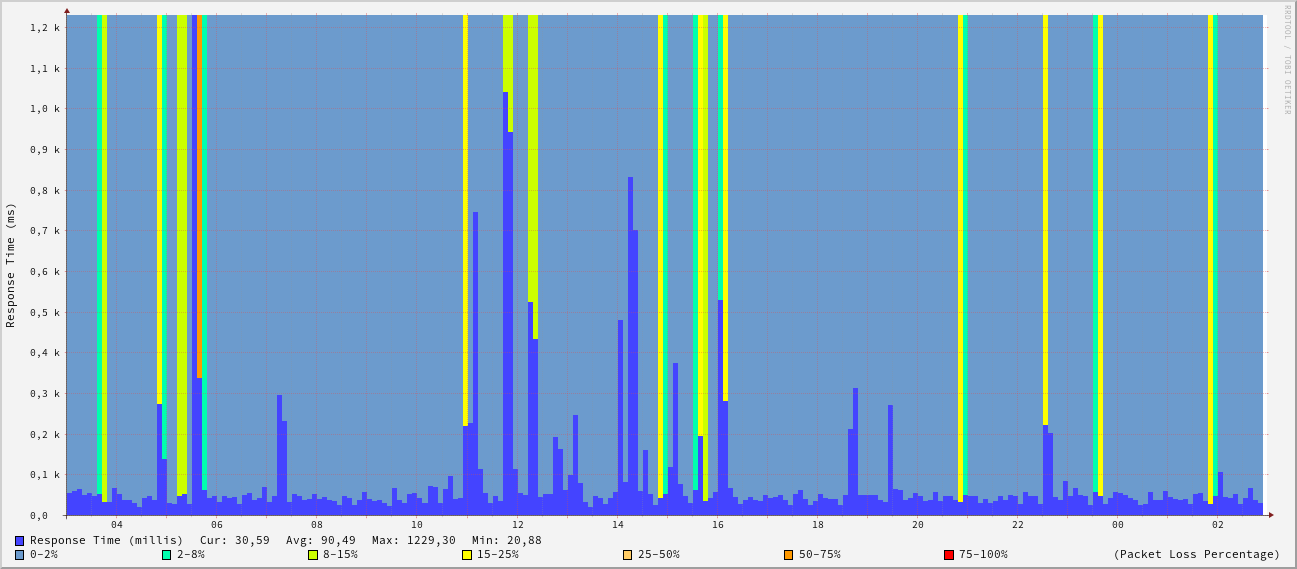 RRDTOOL / TOBI OETIKER
Response Time (ms)
1,2 k
1,1 k
1,0 k
0,9 k
0,8 k
0,7 k
0,6 k
0,5 k
0,4 k
0,3 k
0,2 k
0,1 k
0,0
04 06 08 10 12 14 16 18 20 22 00 02
Response Time (millis) Cur: 30,59 Avg: 90,49 Max: 1229,30 Min: 20,88
0-2% 2-8% 8-15% 15-25% 25-50% 50-75% 75-100% (Packet Loss Percentage)